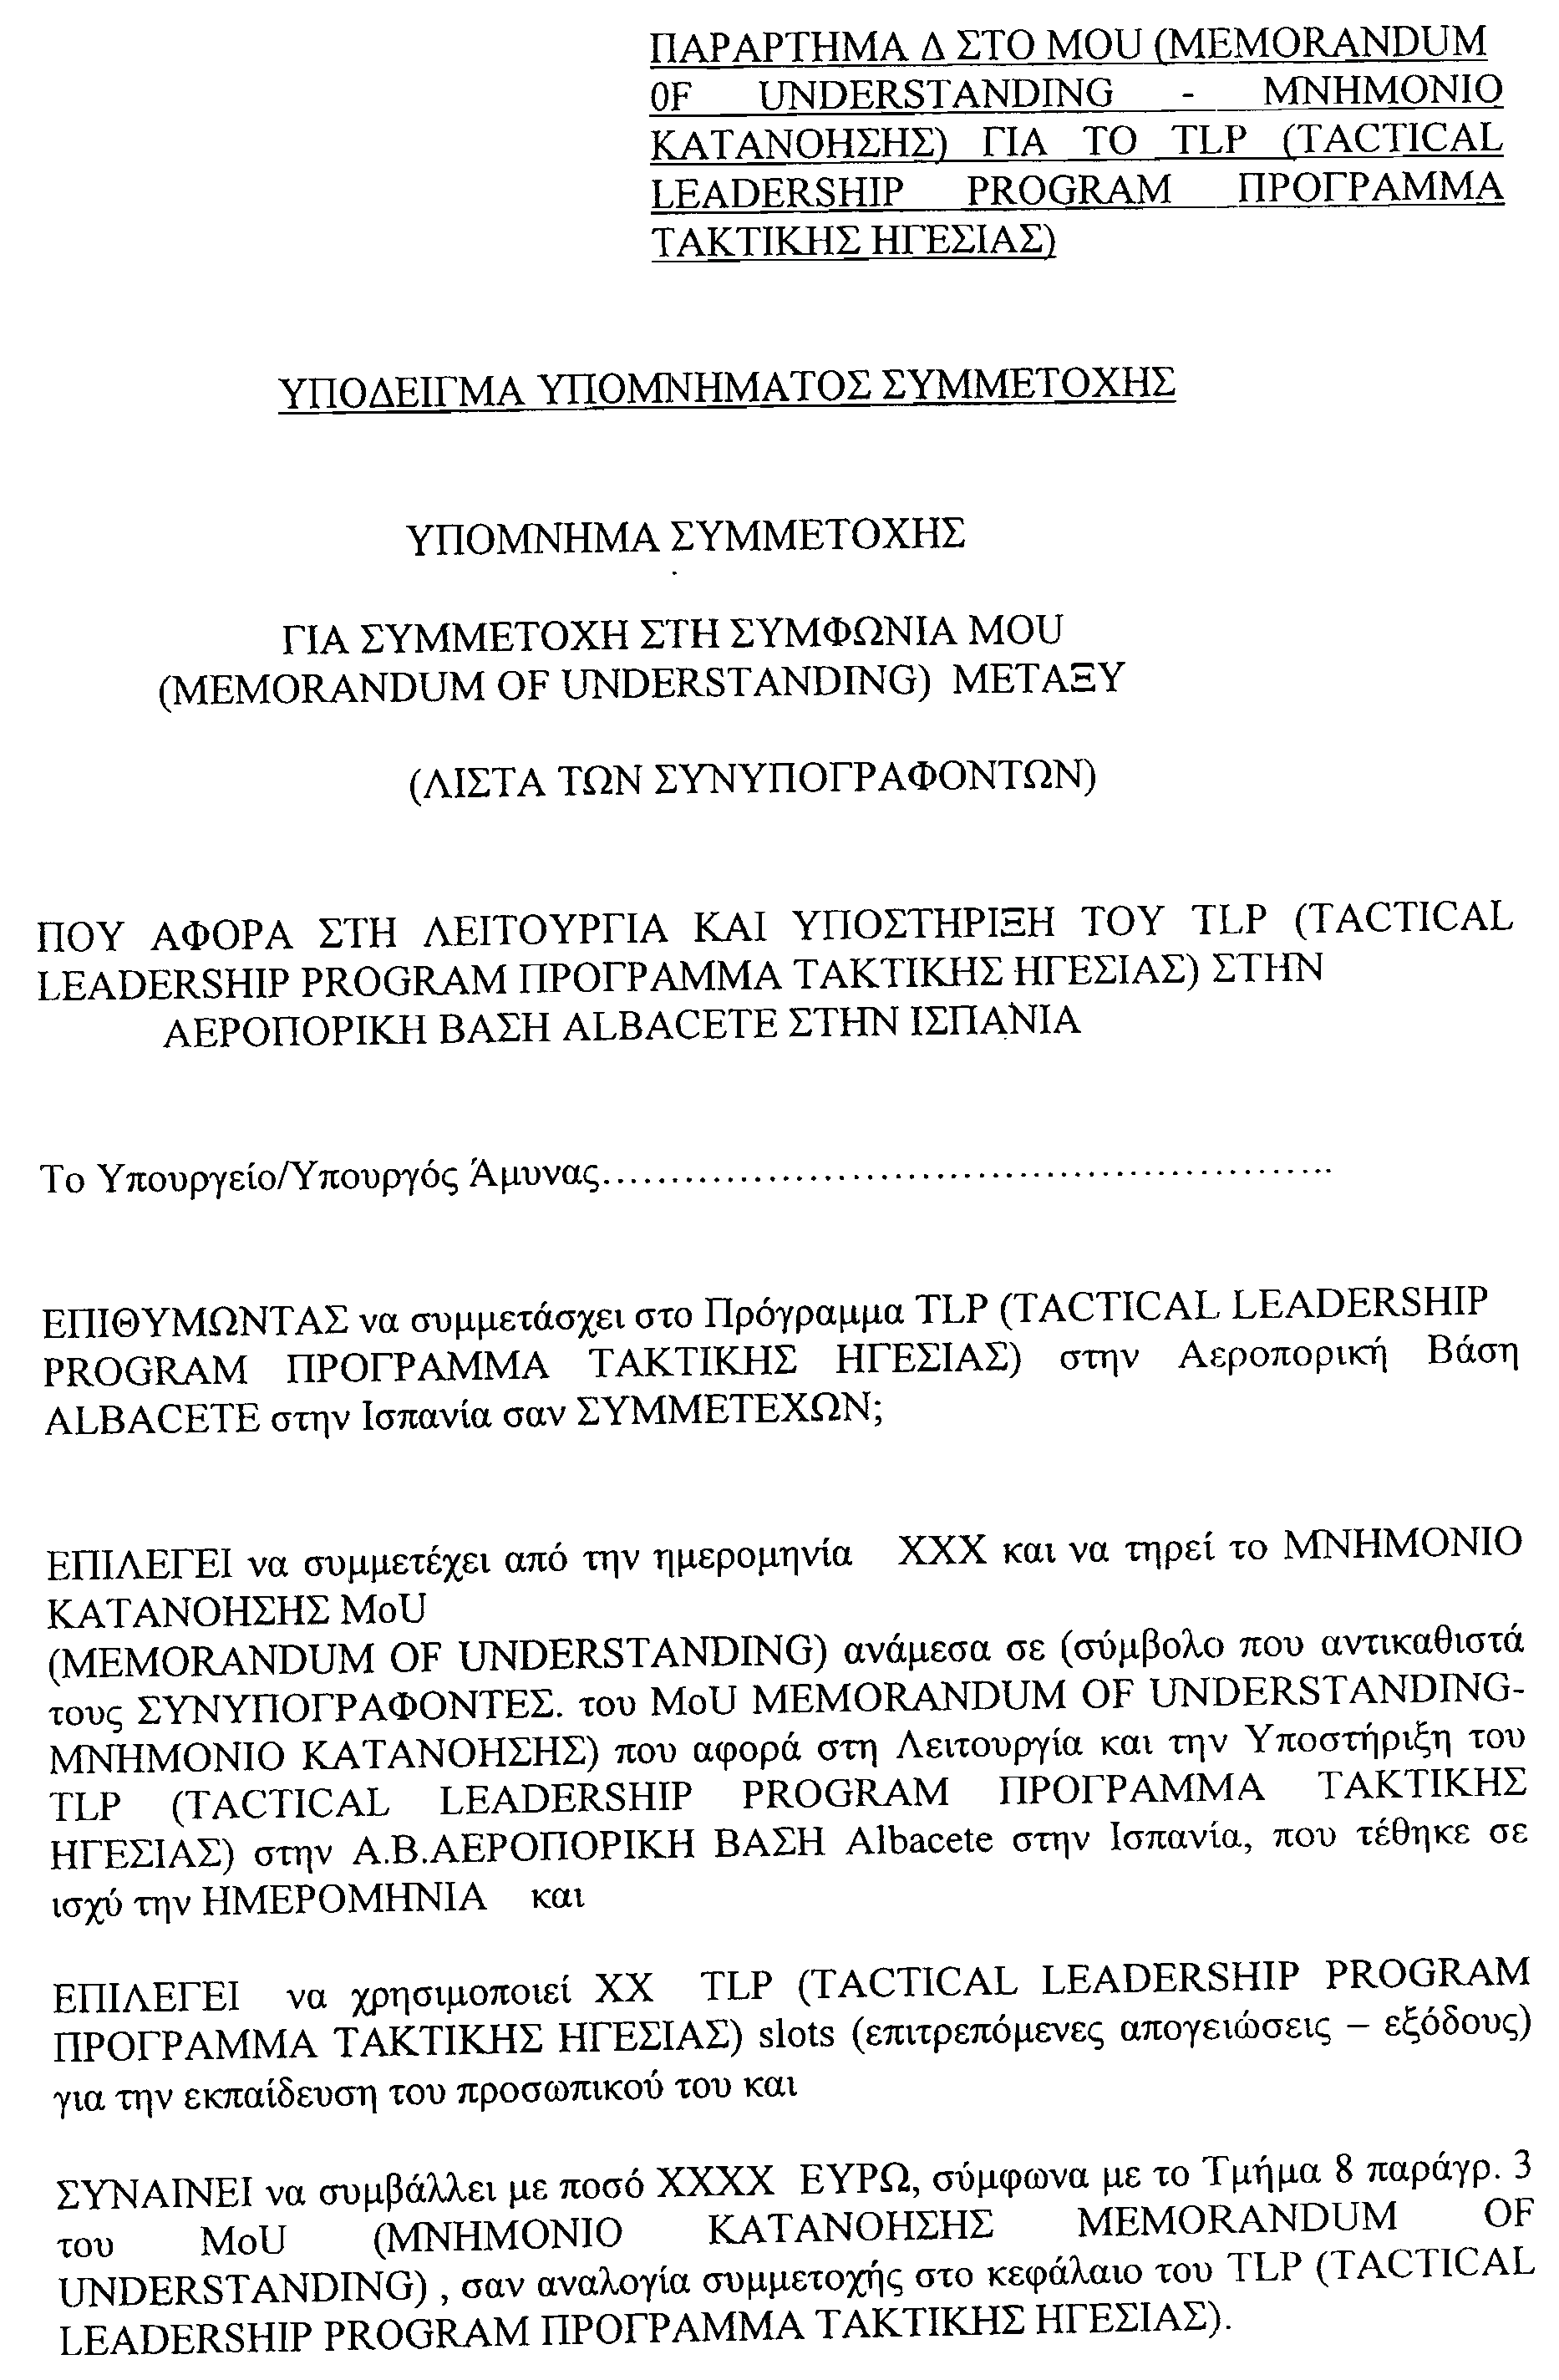 ΠΑΡΑΡΤΗΜΑ Δ ΣΤΟ MOU (MEMORANDUM
OF UNDERSTANDING - ΜΝΗΜΟΝΙΟ
ΚΑΤΑΝΟΗΣΗΣ) ΓΙΑ ΤΟ TLP (TACTICAL
LEADERSHIP PROGRAM ΠΡΟΓΡΑΜΜΑ
ΤΑΚΤΙΚΗΣ ΗΓΕΣΙΑΣ)
ΥΠΟΔΕΙΓΜΑ ΥΠΟΜΝΗΜΑΤΟΣ ΣΥΜΜΕΤΟΧΗΣ
ΥΠΟΜΝΗΜΑ ΣΥΜΜΕΤΟΧΗΣ
ΓΙΑ ΣΥΜΜΕΤΟΧΗ ΣΤΗ ΣΥΜΦΩΝΙΑ MOU
(MEMORANDUM OF UNDERSTANDING) ΜΕΤΑΞΥ
(ΛΙΣΤΑ ΤΩΝ ΣΥΝΥΠΟΓΡΑΦΟΝΤΩΝ)
ΠΟΥ ΑΦΟΡΑ ΣΤΗ ΛΕΙΤΟΥΡΓΙΑ ΚΑΙ ΥΠΟΣΤΗΡΙΞΗ ΤΟΥ TLP (TACTICAL
LEADERSHIP PROGRAM ΠΡΟΓΡΑΜΜΑ ΤΑΚΤΙΚΗΣ ΗΓΕΣΙΑΣ) ΣΤΗΝ
ΑΕΡΟΠΟΡΙΚΗ ΒΑΣΗ ALBACETE ΣΤΗΝ ΙΣΠΑΝΙΑ
Το Υπουργείο/Υπουργός Άμυνας.....................................................
ΕΠΙΘΥΜΩΝΤΑΣ να συμμετάσχει στο Πρόγραμμα TLP (TACTICAL LEADERSHIP
PROGRAM ΠΡΟΓΡΑΜΜΑ ΤΑΚΤΙΚΗΣ ΗΓΕΣΙΑΣ) στην Αεροπορική Βάση
ALBACETE στην Ισπανία σαν ΣΥΜΜΕΤΕΧΩΝ;
ΕΠΙΛΕΓΕΙ να συμμετέχει από την ημερομηνία XXX και να τηρεί το ΜΝΗΜΟΝΙΟ
ΚΑΤΑΝΟΗΣΗΣ MoU
(MEMORANDUM OF UNDERSTANDING) ανάμεσα σε (σύμβολο που αντικαθιστά
τους ΣΥΝΥΠΟΓΡΑΦΟΝΤΕΣ. του MoU MEMORANDUM OF UNDERSTANDING-
ΜΝΗΜΟΝΙΟ ΚΑΤΑΝΟΗΣΗΣ) που αφορά στη Λειτουργία και την Υποστήριξη του
TLP (TACTICAL LEADERSHIP PROGRAM ΠΡΟΓΡΑΜΜΑ ΤΑΚΤΙΚΗΣ
ΗΓΕΣΙΑΣ) στην Α.Β.ΑΕΡΟΠΟΡΙΚΗ ΒΑΣΗ Albacete στην Ισπανία, που τέθηκε σε
ισχύ την ΗΜΕΡΟΜΗΝΙΑ και
ΕΠΙΛΕΓΕΙ να χρησιμοποιεί XX TLP (TACTICAL LEADERSHIP PROGRAM
ΠΡΟΓΡΑΜΜΑ ΤΑΚΤΙΚΗΣ ΗΓΕΣΙΑΣ) slots (επιτρεπόμενες απογειώσεις – εξόδους)
για την εκπαίδευση του προσωπικού του και
ΣΥΝΑΙΝΕΙ να συμβάλλει με ποσό XXXX ΕΥΡΩ, σύμφωνα με το Τμήμα 8 παράγρ. 3
του MoU (ΜΝΗΜΟΝΙΟ ΚΑΤΑΝΟΗΣΗΣ MEMORANDUM OF
UNDERSTANDING) , σαν αναλογία συμμετοχής στο κεφάλαιο του TLP (TACTICAL
LEADERSHIP PROGRAM ΠΡΟΓΡΑΜΜΑ ΤΑΚΤΙΚΗΣ ΗΓΕΣΙΑΣ).